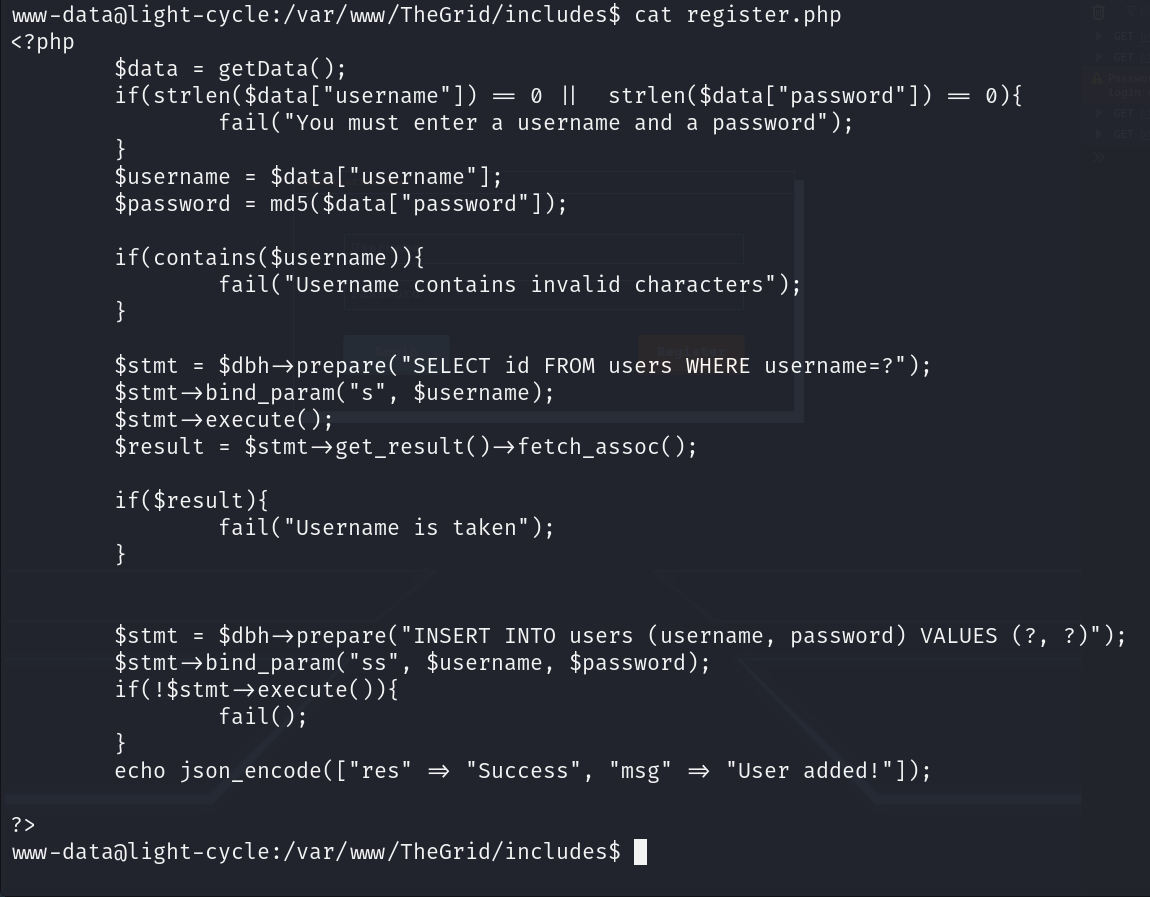 www-data@light-cycle:/var/www/TheGrid/includes$ cat register.php
<?php
        $data = getData();
        if(strlen($data["username"]) == 0 ||  strlen($data["password"]) == 0){
                fail("You must enter a username and a password");
        }
        $username = $data["username"];
        $password = md5($data["password"]);

        if(contains($username)){
                fail("Username contains invalid characters");
        }

        $stmt = $dbh->prepare("SELECT id FROM users WHERE username=?");
        $stmt->bind_param("s", $username);
        $stmt->execute();
        $result = $stmt->get_result()->fetch_assoc();

        if($result){
                fail("Username is taken");
        }


        $stmt = $dbh->prepare("INSERT INTO users (username, password) VALUES (?, ?)");
        $stmt->bind_param("ss", $username, $password);
        if(!$stmt->execute()){
                fail();
        }
        echo json_encode(["res" => "Success", "msg" => "User added!"]);

?>
www-data@light-cycle:/var/www/TheGrid/includes$